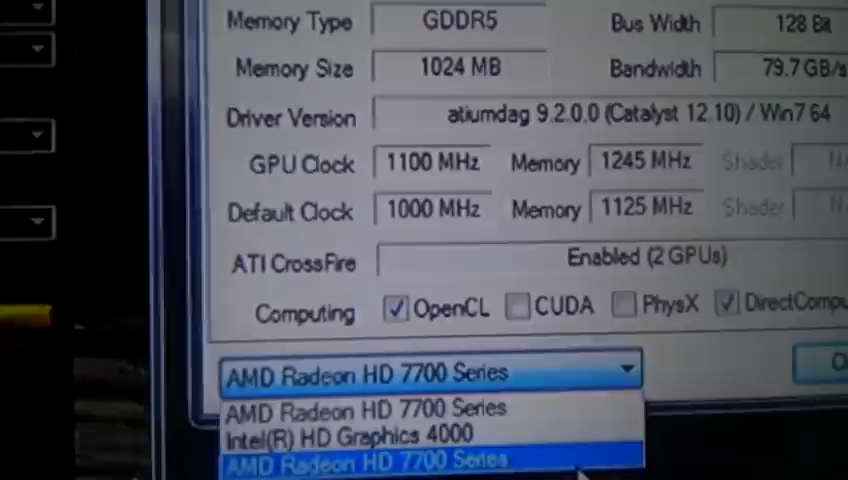 Memory Type GDDR5 Bus Width 128 Bit
Memory Size 1024 MB Bandwidth 79.7 GB/s
Driver Version atiumdag 9.2.0.0 (Catalyst 12.10) / Win7 64
GPU Clock 1100 MHz Memory 1245 MHz Shader
Default Clock 1000 MHz Memory 1125 MHz Shader
ATI CrossFire Enabled (2 GPUs)
Computing OpenCL CUDA PhysX DirectCompu
AMD Radeon HD 7700 Series
AMD Radeon HD 7700 Series
Intel(R) HD Graphics 4000
AMD Radeon HD 7700 Series